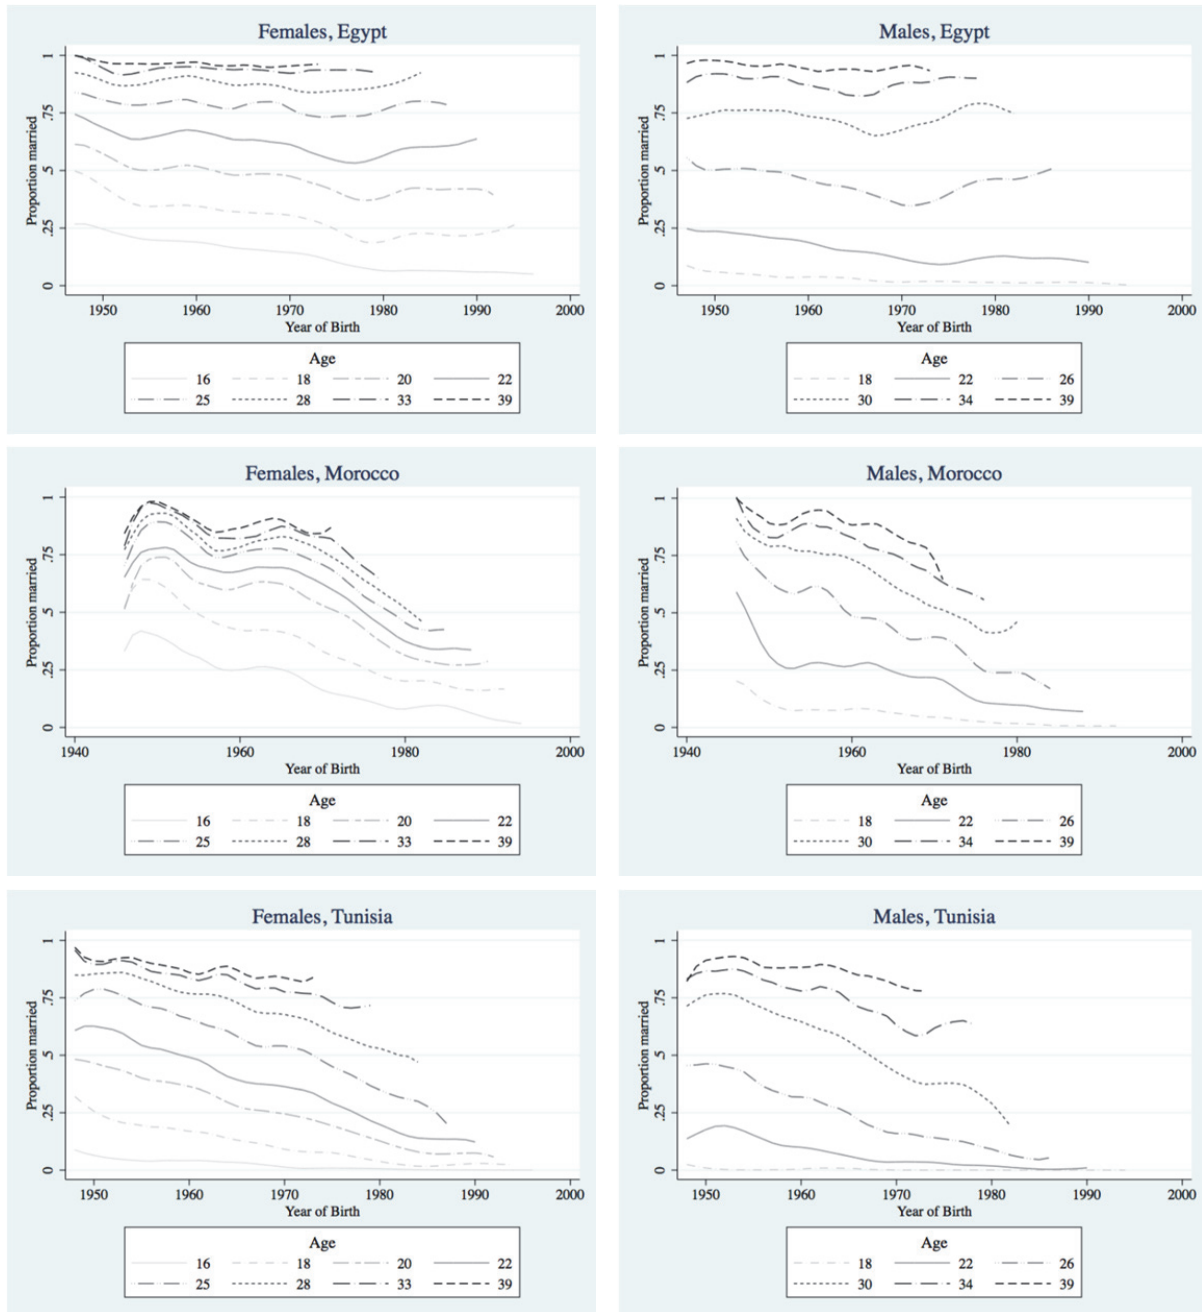 Females, Egypt
Proportion married
1
.75
.5
.25
0
1950 1960 1970 1980 1990 2000
Year of Birth
Age
16 18 20 22
25 28 33 39
Males, Egypt
Proportion married
1
.75
.5
.25
0
1950 1960 1970 1980 1990 2000
Year of Birth
Age
18 22 26
30 34 39
Females, Morocco
Proportion married
1
.75
.5
.25
0
1940 1960 1980 2000
Year of Birth
Age
16 18 20 22
25 28 33 39
Males, Morocco
Proportion married
1
.75
.5
.25
0
1940 1960 1980 2000
Year of Birth
Age
18 22 26
30 34 39
Females, Tunisia
Proportion married
1
.75
.5
.25
0
1950 1960 1970 1980 1990 2000
Year of Birth
Age
16 18 20 22
25 28 33 39
Males, Tunisia
Proportion married
1
.75
.5
.25
0
1950 1960 1970 1980 1990 2000
Year of Birth
Age
18 22 26
30 34 39